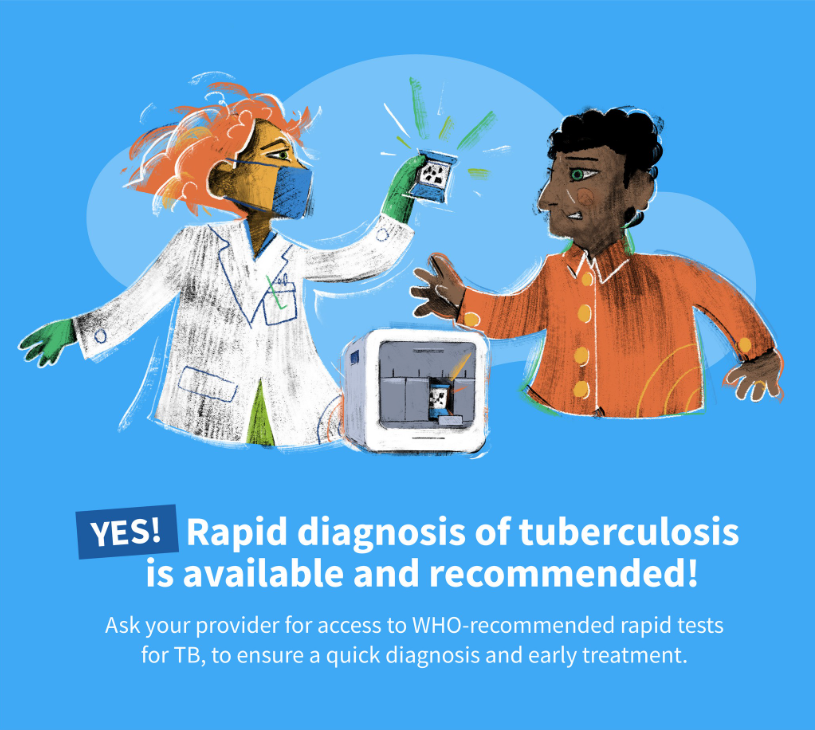 YES! Rapid diagnosis of tuberculosis
is available and recommended!
Ask your provider for access to WHO-recommended rapid tests
for TB, to ensure a quick diagnosis and early treatment.